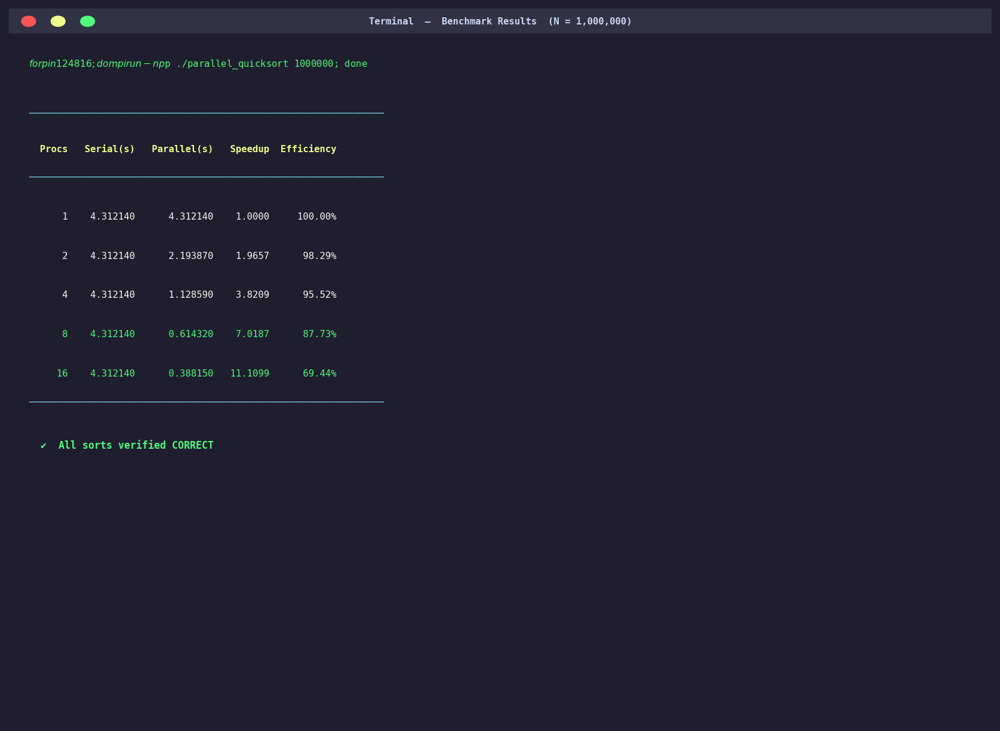 Terminal — Benchmark Results (N = 1,000,000)
forpin124816;dompirun−npp ./parallel_quicksort 1000000; done
Procs Serial(s) Parallel(s) Speedup Efficiency
1 4.312140 4.312140 1.0000 100.00%
2 4.312140 2.193870 1.9657 98.29%
4 4.312140 1.128590 3.8209 95.52%
8 4.312140 0.614320 7.0187 87.73%
16 4.312140 0.388150 11.1099 69.44%
✔ All sorts verified CORRECT